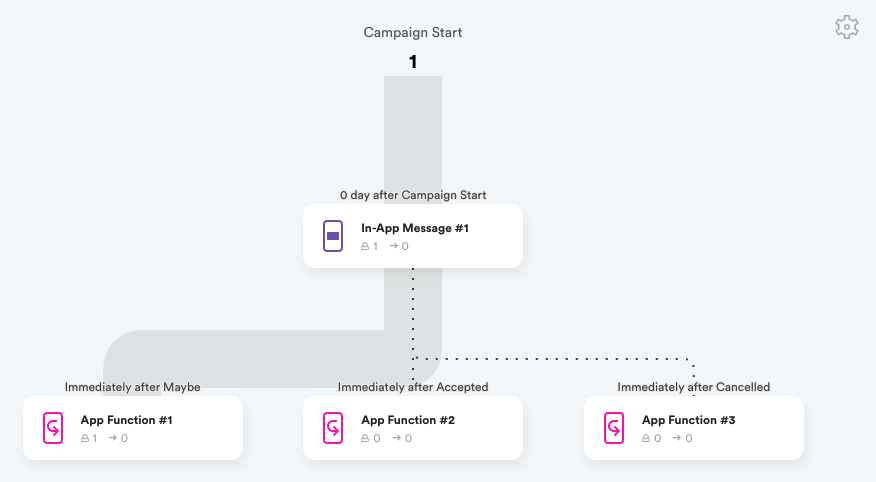 Campaign Start
1
0 day after Campaign Start
In-App Message #1
1 → 0
Immediately after Maybe
App Function #1
1 → 0
Immediately after Accepted
App Function #2
0 → 0
Immediately after Cancelled
App Function #3
0 → 0